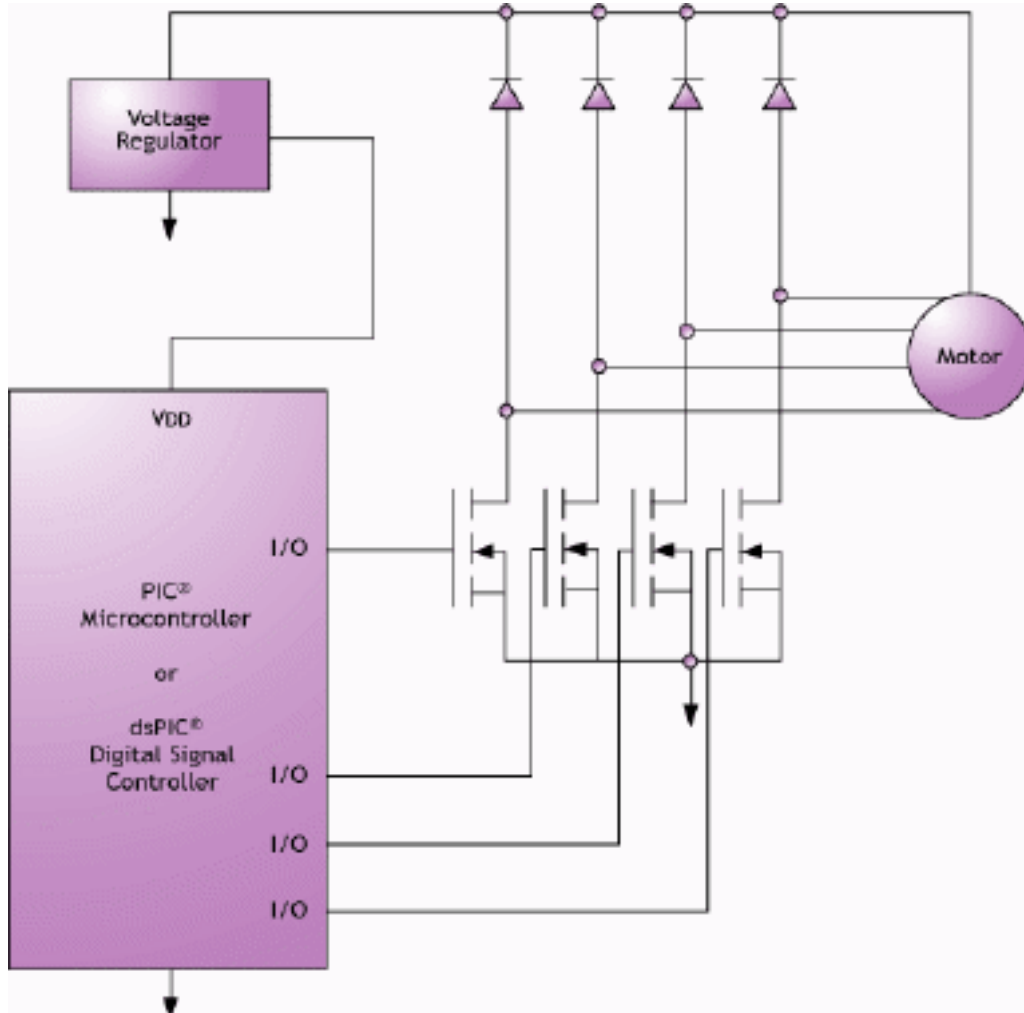 Voltage
Regulator
Motor
VDD
I/O
PIC®
Microcontroller
or
dsPIC®
Digital Signal
Controller
I/O
I/O
I/O